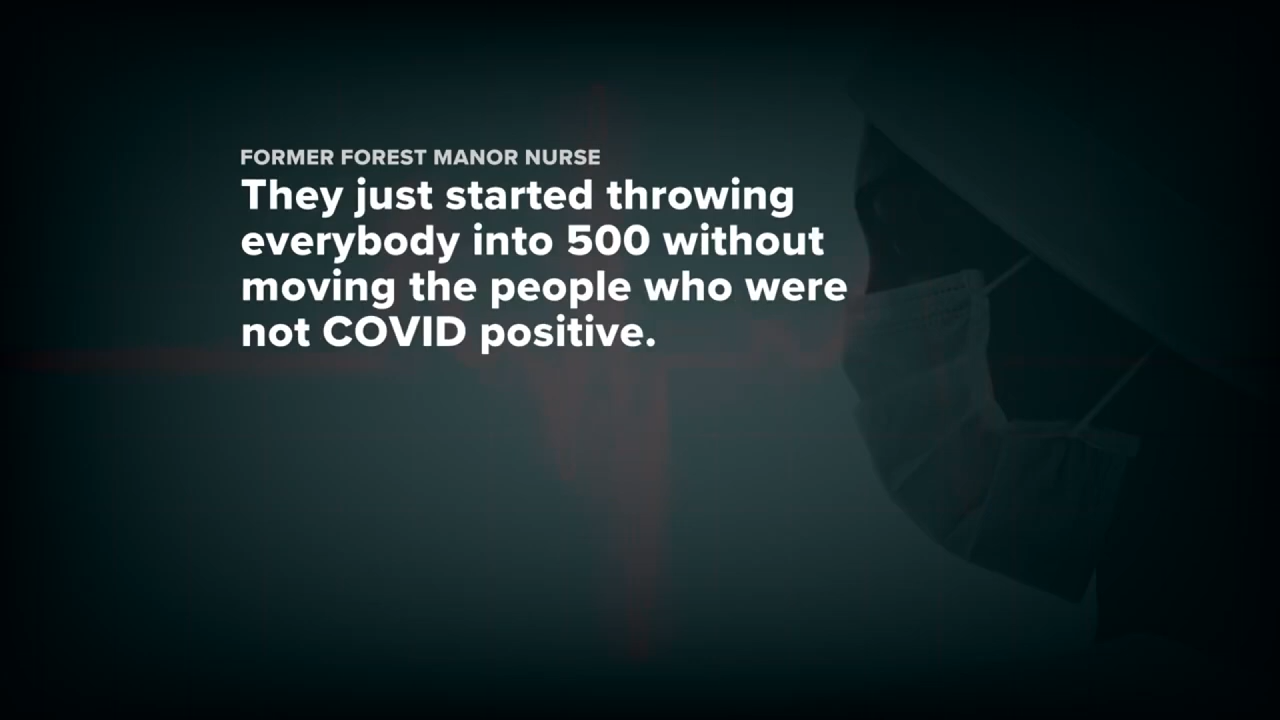 FORMER FOREST MANOR NURSE
They just started throwing
everybody into 500 without
moving the people who were
not COVID positive.